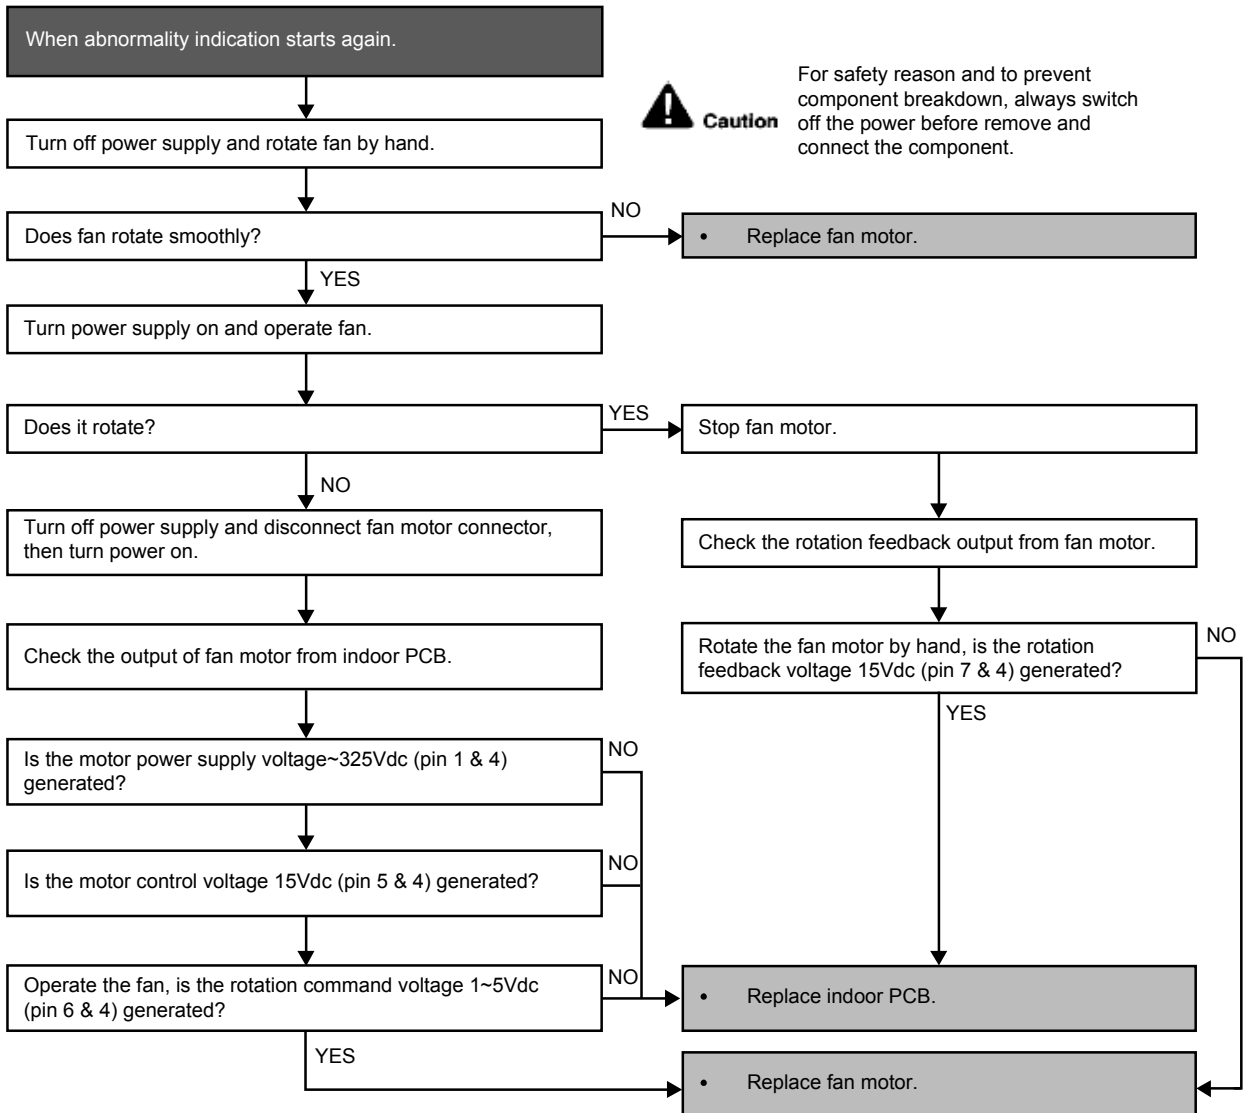 When abnormality indication starts again.
Caution
For safety reason and to prevent
component breakdown, always switch
off the power before remove and
connect the component.
Turn off power supply and rotate fan by hand.
Does fan rotate smoothly?
NO
• Replace fan motor.
YES
Turn power supply on and operate fan.
Does it rotate?
YES
Stop fan motor.
NO
Turn off power supply and disconnect fan motor connector,
then turn power on.
Check the rotation feedback output from fan motor.
Check the output of fan motor from indoor PCB.
Rotate the fan motor by hand, is the rotation
feedback voltage 15Vdc (pin 7 & 4) generated?
NO
YES
Is the motor power supply voltage~325Vdc (pin 1 & 4)
generated?
NO
Is the motor control voltage 15Vdc (pin 5 & 4) generated?
NO
Operate the fan, is the rotation command voltage 1~5Vdc
(pin 6 & 4) generated?
NO
• Replace indoor PCB.
YES
• Replace fan motor.